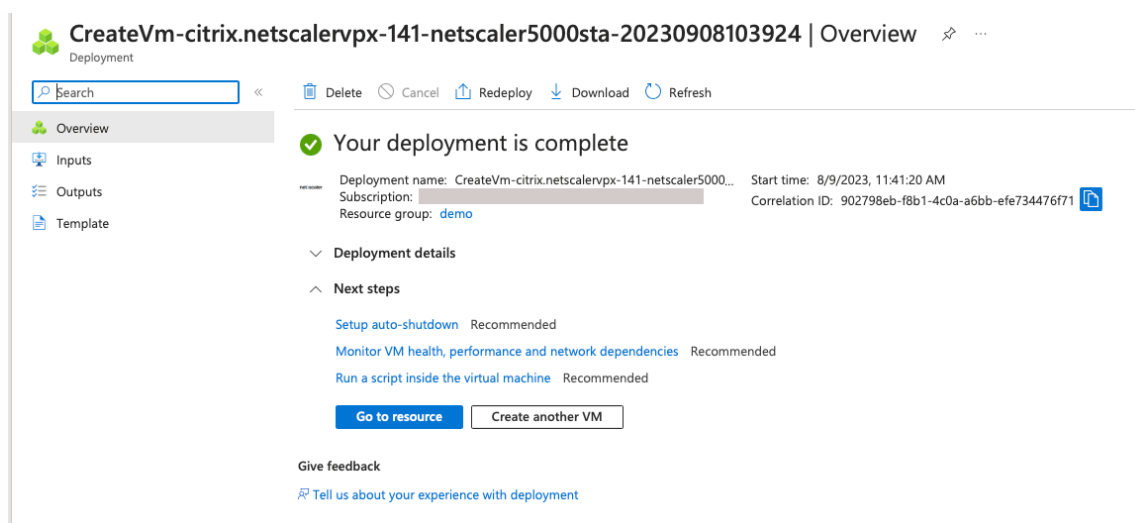 CreateVm-citrix.netscalervpx-141-netscaler5000sta-20230908103924 | Overview ...
Deployment
Search «
Delete Cancel Redeploy Download Refresh
Overview
Inputs
Outputs
Template
Your deployment is complete
Deployment name: CreateVm-citrix.netscalervpx-141-netscaler5000...
Subscription:
Resource group: demo
Start time: 8/9/2023, 11:41:20 AM
Correlation ID: 902798eb-f8b1-4c0a-a6bb-efe734476f71
Deployment details
Next steps
Setup auto-shutdown Recommended
Monitor VM health, performance and network dependencies Recommended
Run a script inside the virtual machine Recommended
Go to resource Create another VM
Give feedback
Tell us about your experience with deployment